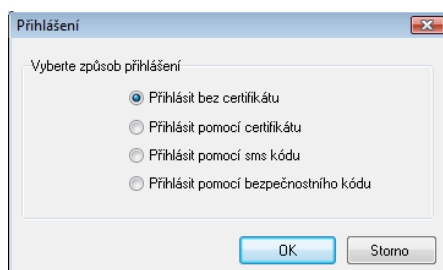 Přihlášení
Vyberte způsob přihlášení
Přihlásit bez certifikátu
Přihlásit pomocí certifikátu
Přihlásit pomocí sms kódu
Přihlásit pomocí bezpečnostního kódu
OK
Storno